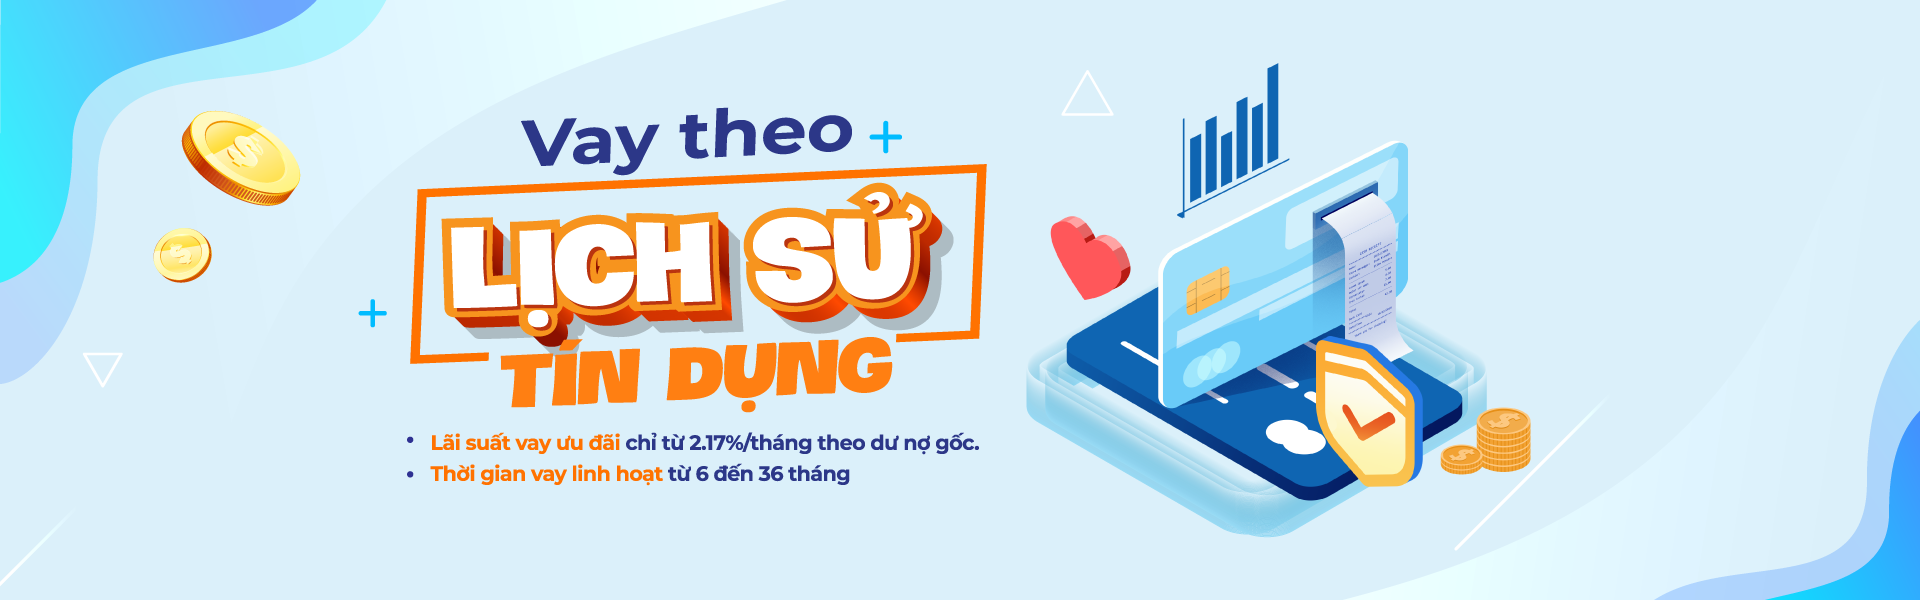 Vay theo
LỊCH SỬ
TÍN DỤNG
• Lãi suất vay ưu đãi chỉ từ 2.17%/tháng theo dư nợ gốc.
• Thời gian vay linh hoạt từ 6 đến 36 tháng